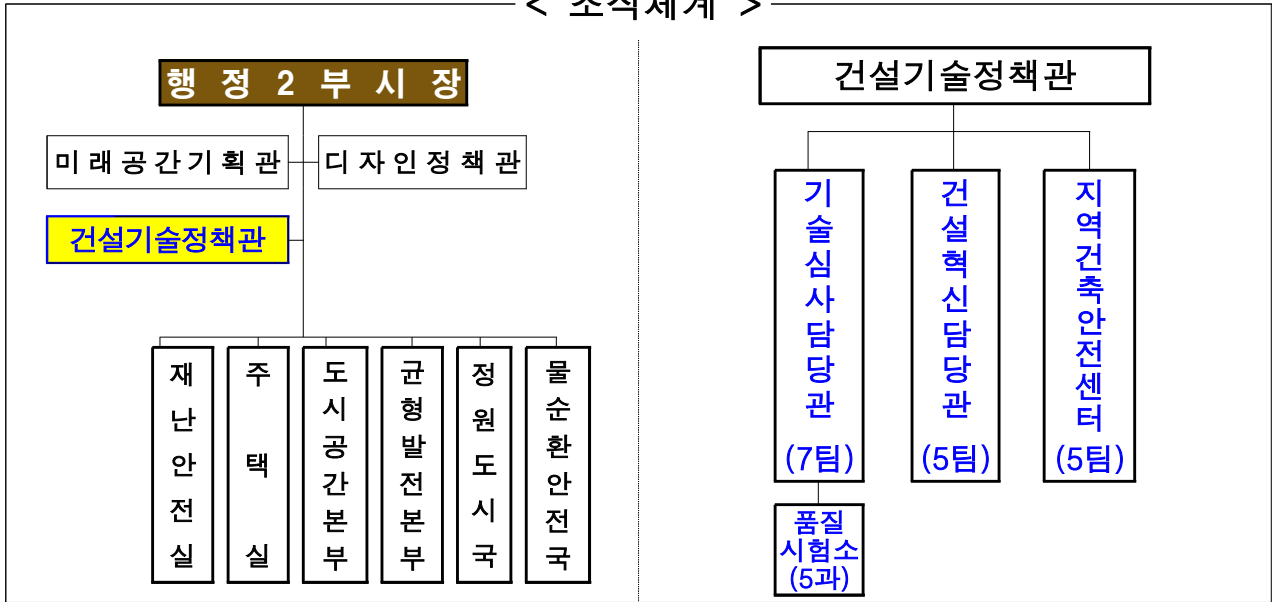 < 조직체계 >
행정2부시장
미래공간기획관
디자인정책관
건설기술정책관
재난안전실
주택실
도시공간본부
균형발전본부
정원도시국
물순환안전국
건설기술정책관
기술심사담당관
(7팀)
건설혁신담당관
(5팀)
지역건축안전센터
(5팀)
품질
시험소
(5과)